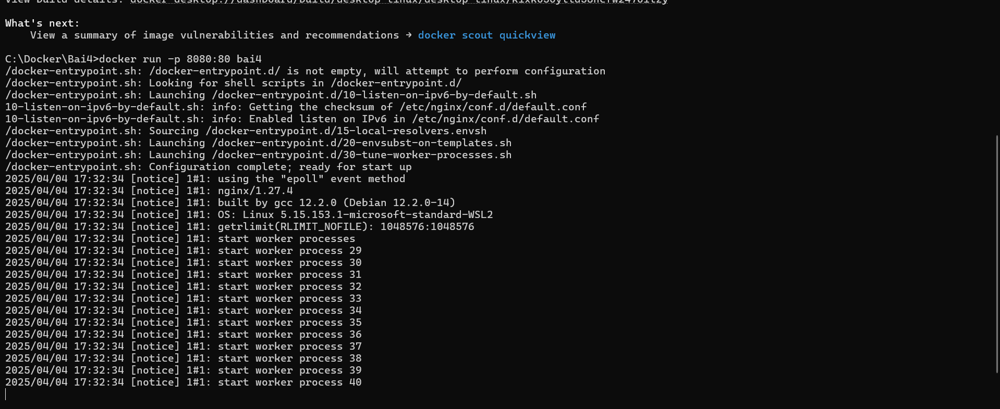 View build details:
What's next:
    View a summary of image vulnerabilities and recommendations → docker scout quickview
C:\Docker\Bai4>docker run -p 8080:80 bai4
/docker-entrypoint.sh: /docker-entrypoint.d/ is not empty, will attempt to perform configuration
/docker-entrypoint.sh: Looking for shell scripts in /docker-entrypoint.d/
/docker-entrypoint.sh: Launching /docker-entrypoint.d/10-listen-on-ipv6-by-default.sh
10-listen-on-ipv6-by-default.sh: info: Getting the checksum of /etc/nginx/conf.d/default.conf
10-listen-on-ipv6-by-default.sh: info: Enabled listen on IPv6 in /etc/nginx/conf.d/default.conf
/docker-entrypoint.sh: Sourcing /docker-entrypoint.d/15-local-resolvers.envsh
/docker-entrypoint.sh: Launching /docker-entrypoint.d/20-envsubst-on-templates.sh
/docker-entrypoint.sh: Launching /docker-entrypoint.d/30-tune-worker-processes.sh
/docker-entrypoint.sh: Configuration complete; ready for start up
2025/04/04 17:32:34 [notice] 1#1: using the "epoll" event method
2025/04/04 17:32:34 [notice] 1#1: nginx/1.27.4
2025/04/04 17:32:34 [notice] 1#1: built by gcc 12.2.0 (Debian 12.2.0-14)
2025/04/04 17:32:34 [notice] 1#1: OS: Linux 5.15.153.1-microsoft-standard-WSL2
2025/04/04 17:32:34 [notice] 1#1: getrlimit(RLIMIT_NOFILE): 1048576:1048576
2025/04/04 17:32:34 [notice] 1#1: start worker processes
2025/04/04 17:32:34 [notice] 1#1: start worker process 29
2025/04/04 17:32:34 [notice] 1#1: start worker process 30
2025/04/04 17:32:34 [notice] 1#1: start worker process 31
2025/04/04 17:32:34 [notice] 1#1: start worker process 32
2025/04/04 17:32:34 [notice] 1#1: start worker process 33
2025/04/04 17:32:34 [notice] 1#1: start worker process 34
2025/04/04 17:32:34 [notice] 1#1: start worker process 35
2025/04/04 17:32:34 [notice] 1#1: start worker process 36
2025/04/04 17:32:34 [notice] 1#1: start worker process 37
2025/04/04 17:32:34 [notice] 1#1: start worker process 38
2025/04/04 17:32:34 [notice] 1#1: start worker process 39
2025/04/04 17:32:34 [notice] 1#1: start worker process 40